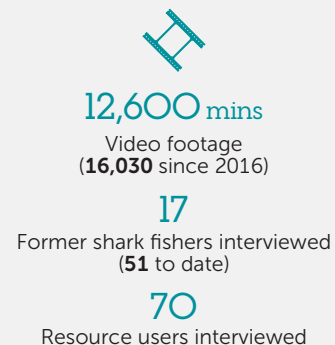 12,600 mins
Video footage
(16,030 since 2016)
17
Former shark fishers interviewed
(51 to date)
70
Resource users interviewed